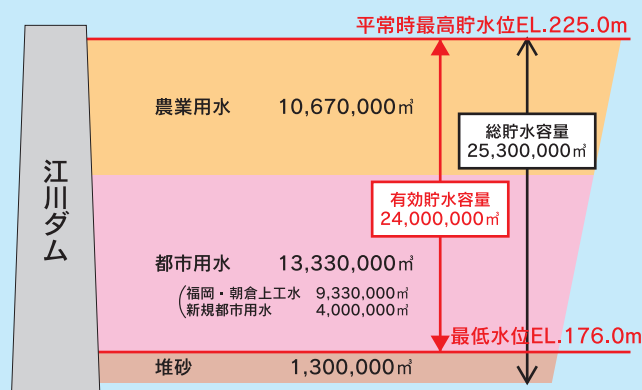 平常時最高貯水位EL.225.0m
農業用水 10,670,000㎥
総貯水容量
25,300,000㎥
江川ダム
有効貯水容量
24,000,000㎥
都市用水 13,330,000㎥
(福岡・朝倉上工水 9,330,000㎥
新規都市用水 4,000,000㎥
最低水位EL.176.0m
堆砂 1,300,000㎥